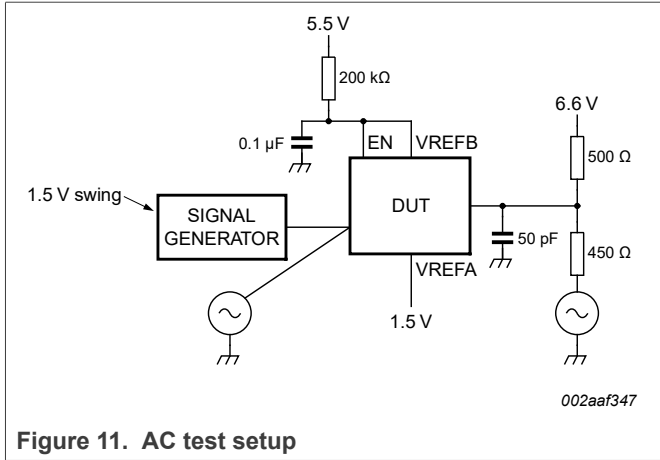 5.5 V
200 kΩ
6.6 V
0.1 μF
EN
VREFB
500 Ω
1.5 V swing
SIGNAL
GENERATOR
DUT
50 pF
450 Ω
VREFA
1.5 V
002aaf347
Figure 11. AC test setup